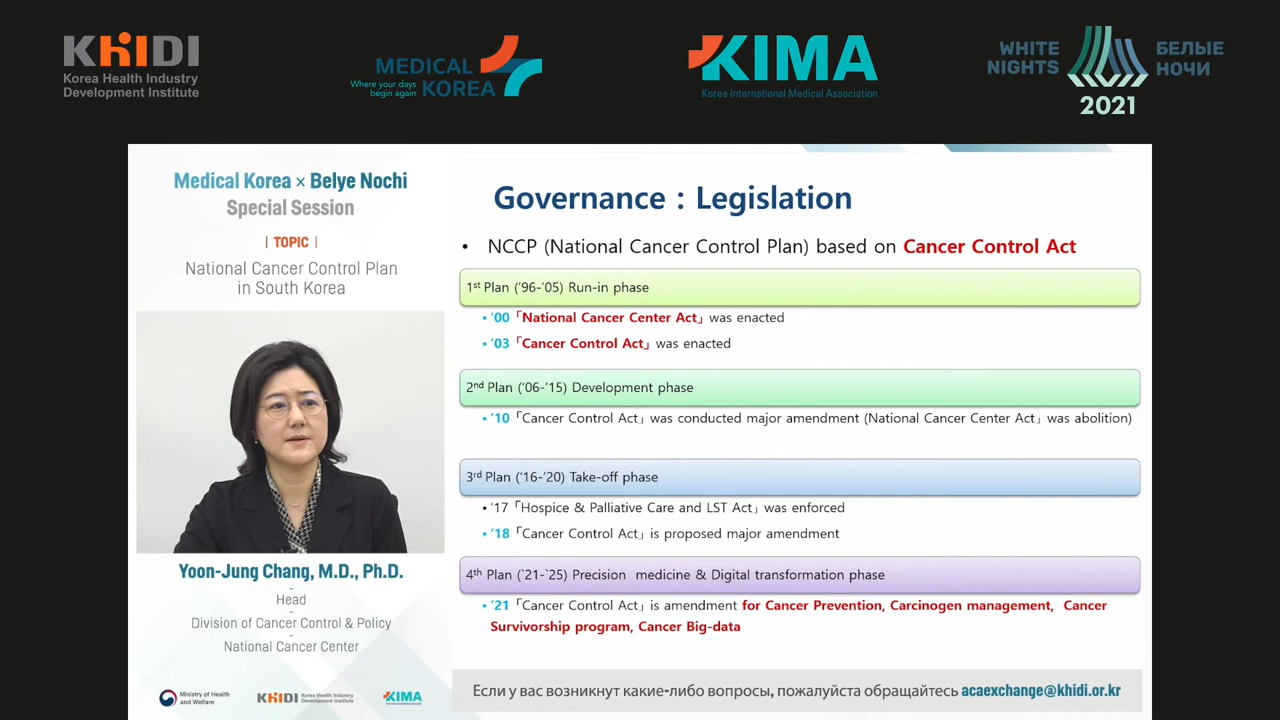 KHIDI
Korea Health Industry
Development Institute
MEDICAL
KOREA
Where your days
begin again
KIMA
Korea International Medical Association
WHITE
NIGHTS
БЕЛЫЕ
НОЧИ
2021
Medical Korea × Belye Nochi
Special Session
| TOPIC |
National Cancer Control Plan
in South Korea
Yoon-Jung Chang, M.D., Ph.D.
Head
-
Division of Cancer Control & Policy
-
National Cancer Center
Ministry of Health
and Welfare
KHIDI
Korea Health Industry
Development Institute
KIMA
Governance : Legislation
• NCCP (National Cancer Control Plan) based on Cancer Control Act
1st Plan ('96-'05) Run-in phase
• '00「National Cancer Center Act」 was enacted
• '03「Cancer Control Act」 was enacted
2nd Plan ('06-'15) Development phase
• '10「Cancer Control Act」 was conducted major amendment (National Cancer Center Act」 was abolition)
3rd Plan ('16-'20) Take-off phase
• '17「Hospice & Palliative Care and LST Act」 was enforced
• '18「Cancer Control Act」 is proposed major amendment
4th Plan (`21-`25) Precision medicine & Digital transformation phase
• '21「Cancer Control Act」 is amendment for Cancer Prevention, Carcinogen management, Cancer
Survivorship program, Cancer Big-data
Если у вас возникнут какие-либо вопросы, пожалуйста обращайтесь acaexchange@khidi.or.kr